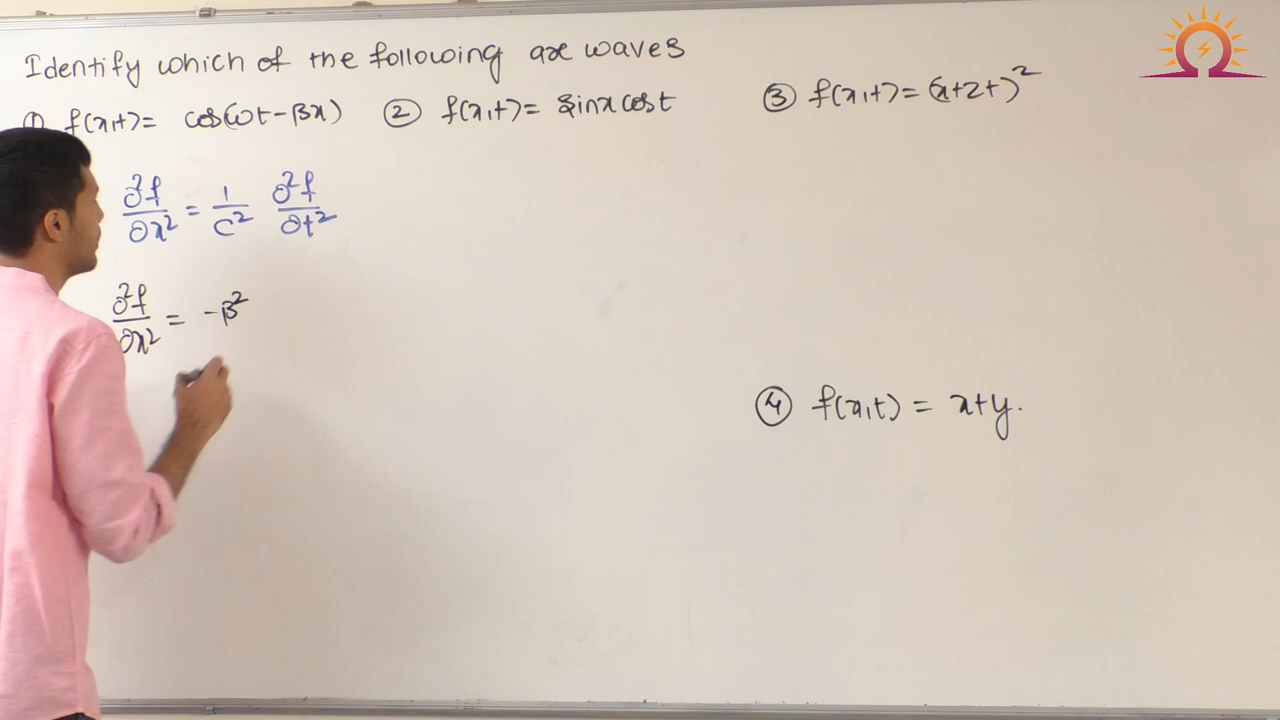 Identify which of the following are waves
① f(x,t) = cos(ωt - βx) ② f(x,t) = Sinx cost ③ f(x,t) = (x+2t)²
∂²f/∂x² = 1/c² ∂²f/∂t²
∂²f/∂x² = -β²
④ f(x,t) = x+y.